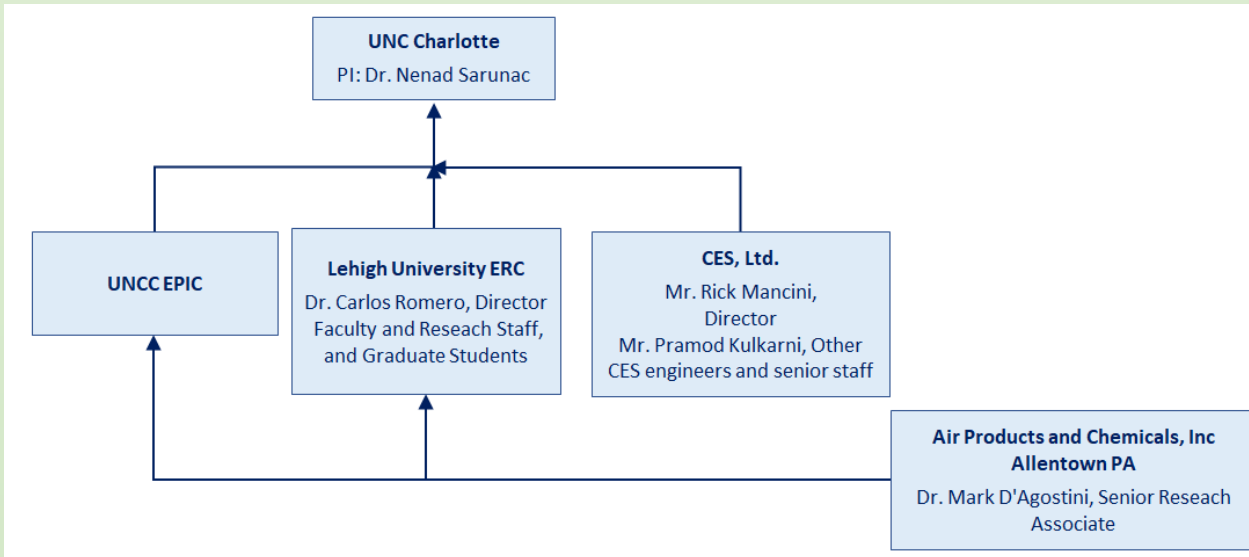 UNC Charlotte
PI: Dr. Nenad Sarunac
UNCC EPIC
Lehigh University ERC
Dr. Carlos Romero, Director
Faculty and Reseach Staff,
and Graduate Students
CES, Ltd.
Mr. Rick Mancini,
Director
Mr. Pramod Kulkarni, Other
CES engineers and senior staff
Air Products and Chemicals, Inc
Allentown PA
Dr. Mark D'Agostini, Senior Reseach
Associate